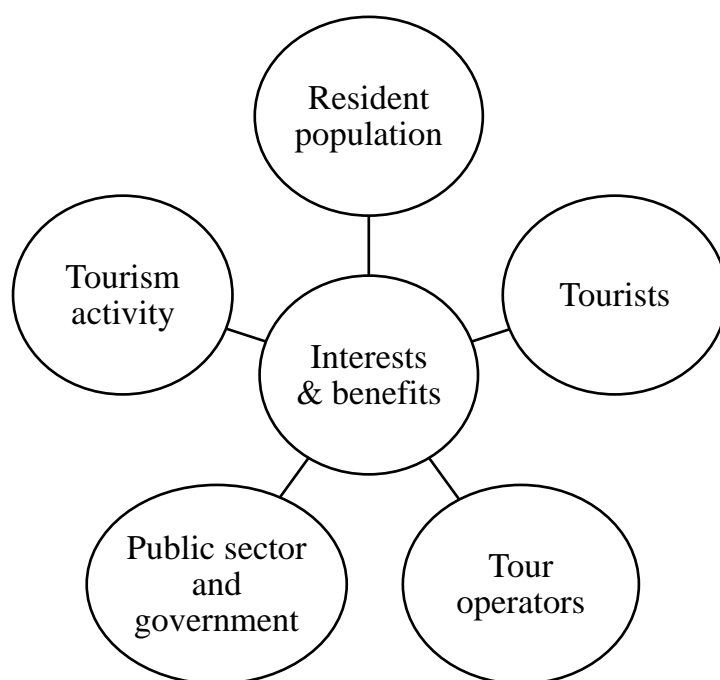 Resident
population
Tourism
activity
Tourists
Interests
& benefits
Public sector
and
government
Tour
operators